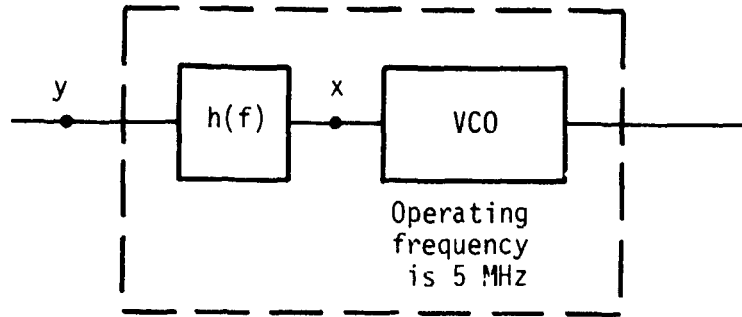 y
h(f)
x
VCO
Operating
frequency
is 5 MHz